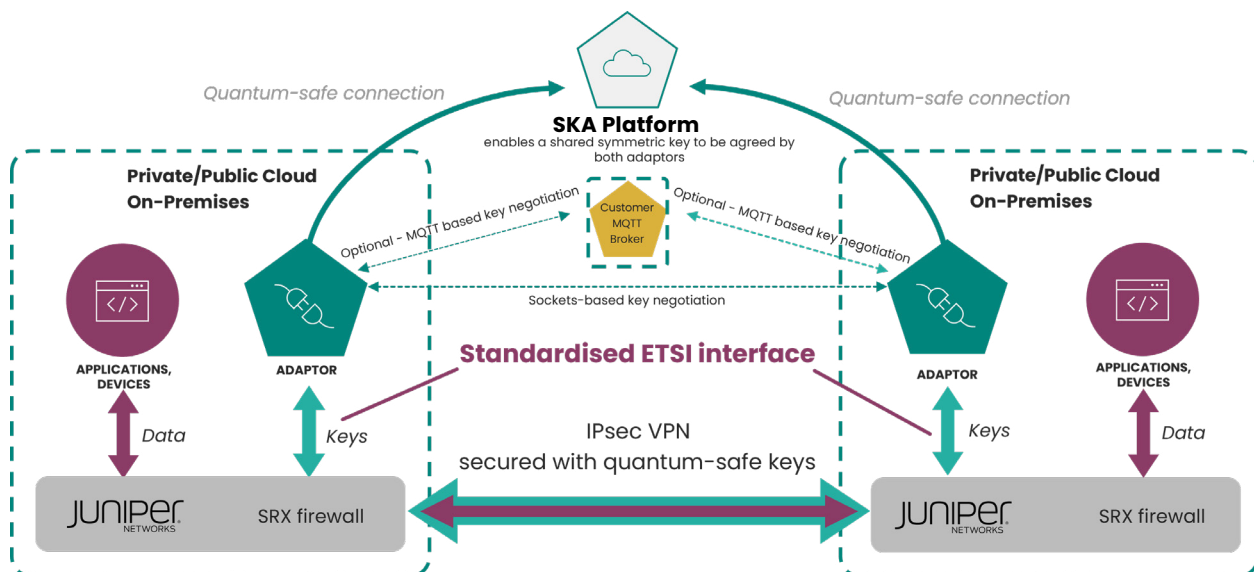 Quantum-safe connection
Quantum-safe connection
SKA Platform
enables a shared symmetric key to be agreed by
both adaptors
Private/Public Cloud
On-Premises
Private/Public Cloud
On-Premises
Optional - MQTT based key negotiation
Customer
MQTT
Broker
Optional - MQTT based key negotiation
Sockets-based key negotiation
Standardised ETSI interface
APPLICATIONS,
DEVICES
ADAPTOR
ADAPTOR
APPLICATIONS,
DEVICES
Data
Keys
IPsec VPN
secured with quantum-safe keys
Keys
Data
JUNIPER
NETWORKS
SRX firewall
JUNIPER
NETWORKS
SRX firewall